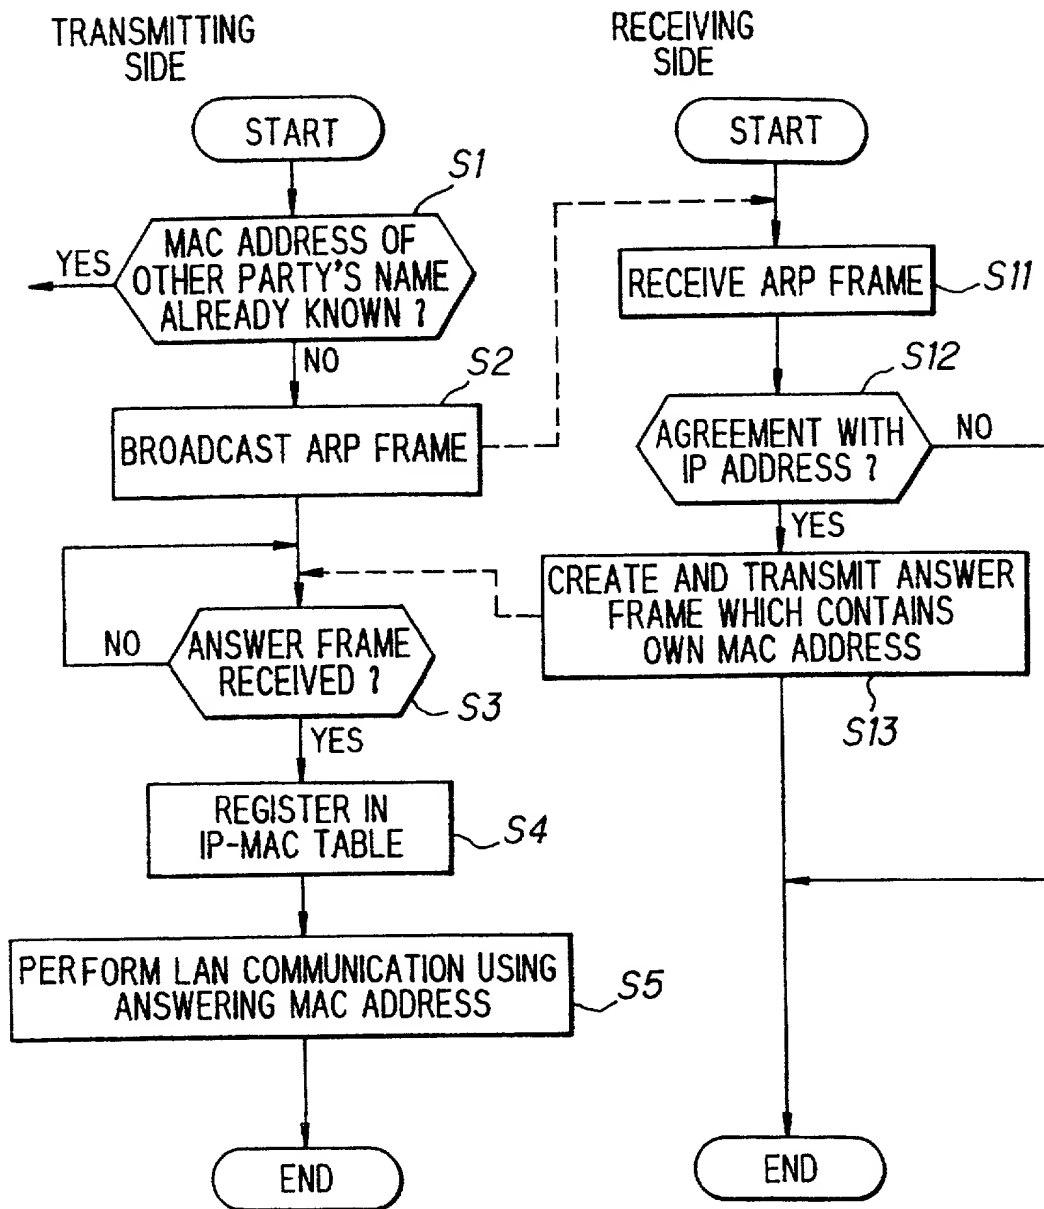 TRANSMITTING
SIDE
START
S1
MAC ADDRESS OF
OTHER PARTY'S NAME
ALREADY KNOWN ?
YES
NO
S2
BROADCAST ARP FRAME
ANSWER FRAME
RECEIVED ?
NO
S3
YES
REGISTER IN
IP-MAC TABLE
S4
PERFORM LAN COMMUNICATION USING
ANSWERING MAC ADDRESS
S5
END
RECEIVING
SIDE
START
RECEIVE ARP FRAME
S11
S12
AGREEMENT WITH
IP ADDRESS ?
NO
YES
CREATE AND TRANSMIT ANSWER
FRAME WHICH CONTAINS
OWN MAC ADDRESS
S13
END